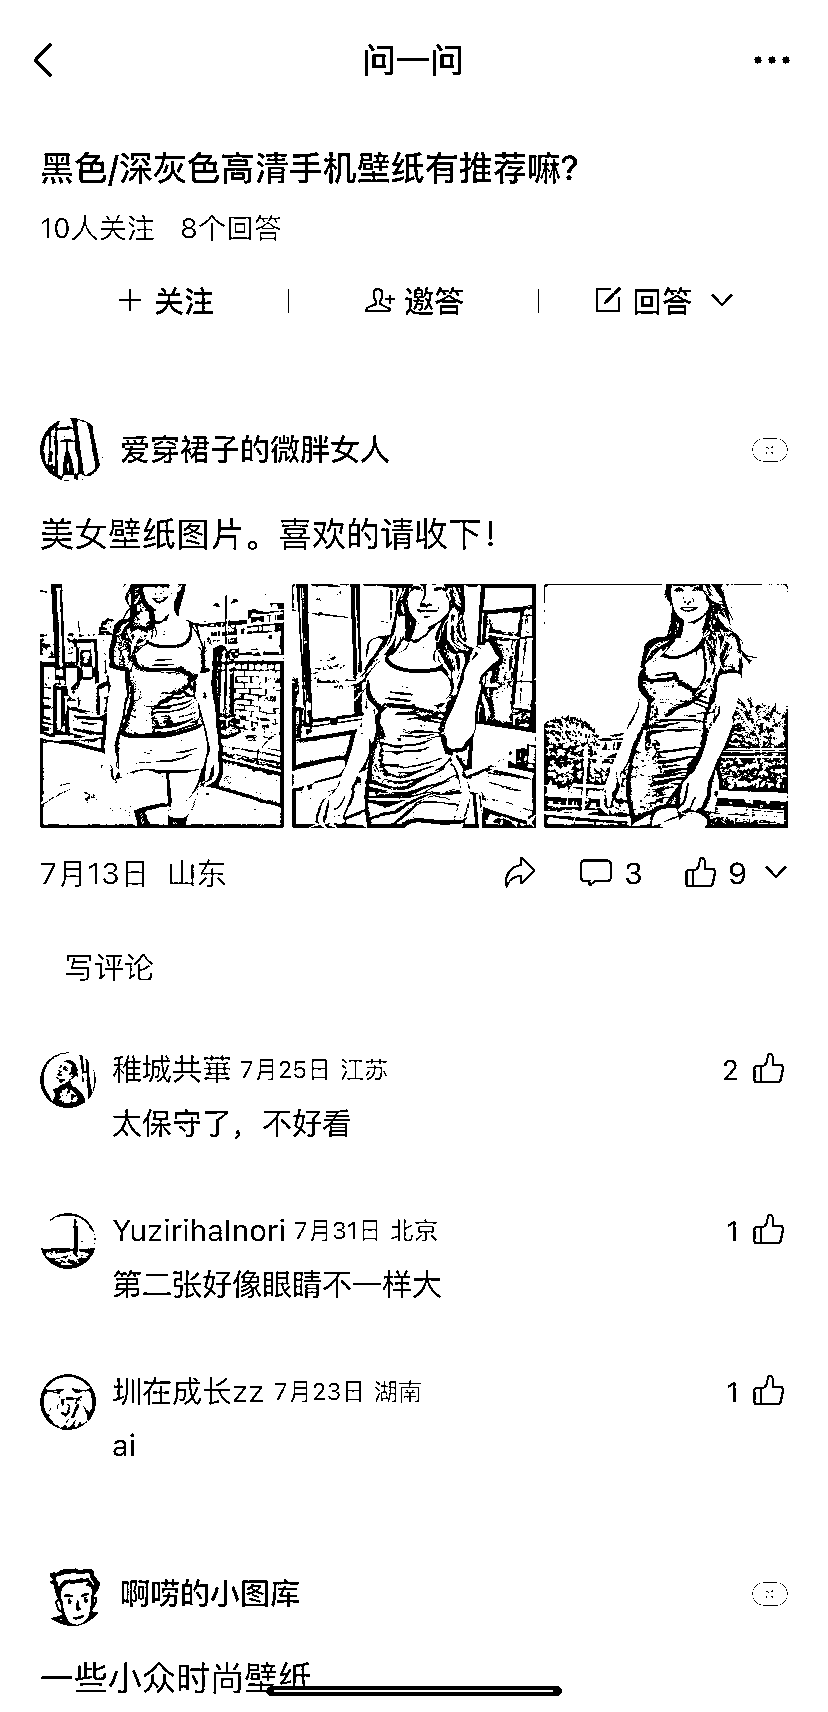 问一问
黑色/深灰色高清手机壁纸有推荐嘛?
10人关注 8个回答
关注 邀答 回答
爱穿裙子的微胖女人
美女壁纸图片。喜欢的请收下!
7月13日 山东 3 9
写评论
稚城共華 7月25日 江苏 2
太保守了，不好看
YuzirihaInori 7月31日 北京 1
第二张好像眼睛不一样大
圳在成长zz 7月23日 湖南 1
ai
啊唠的小图库
一些小众时尚壁纸